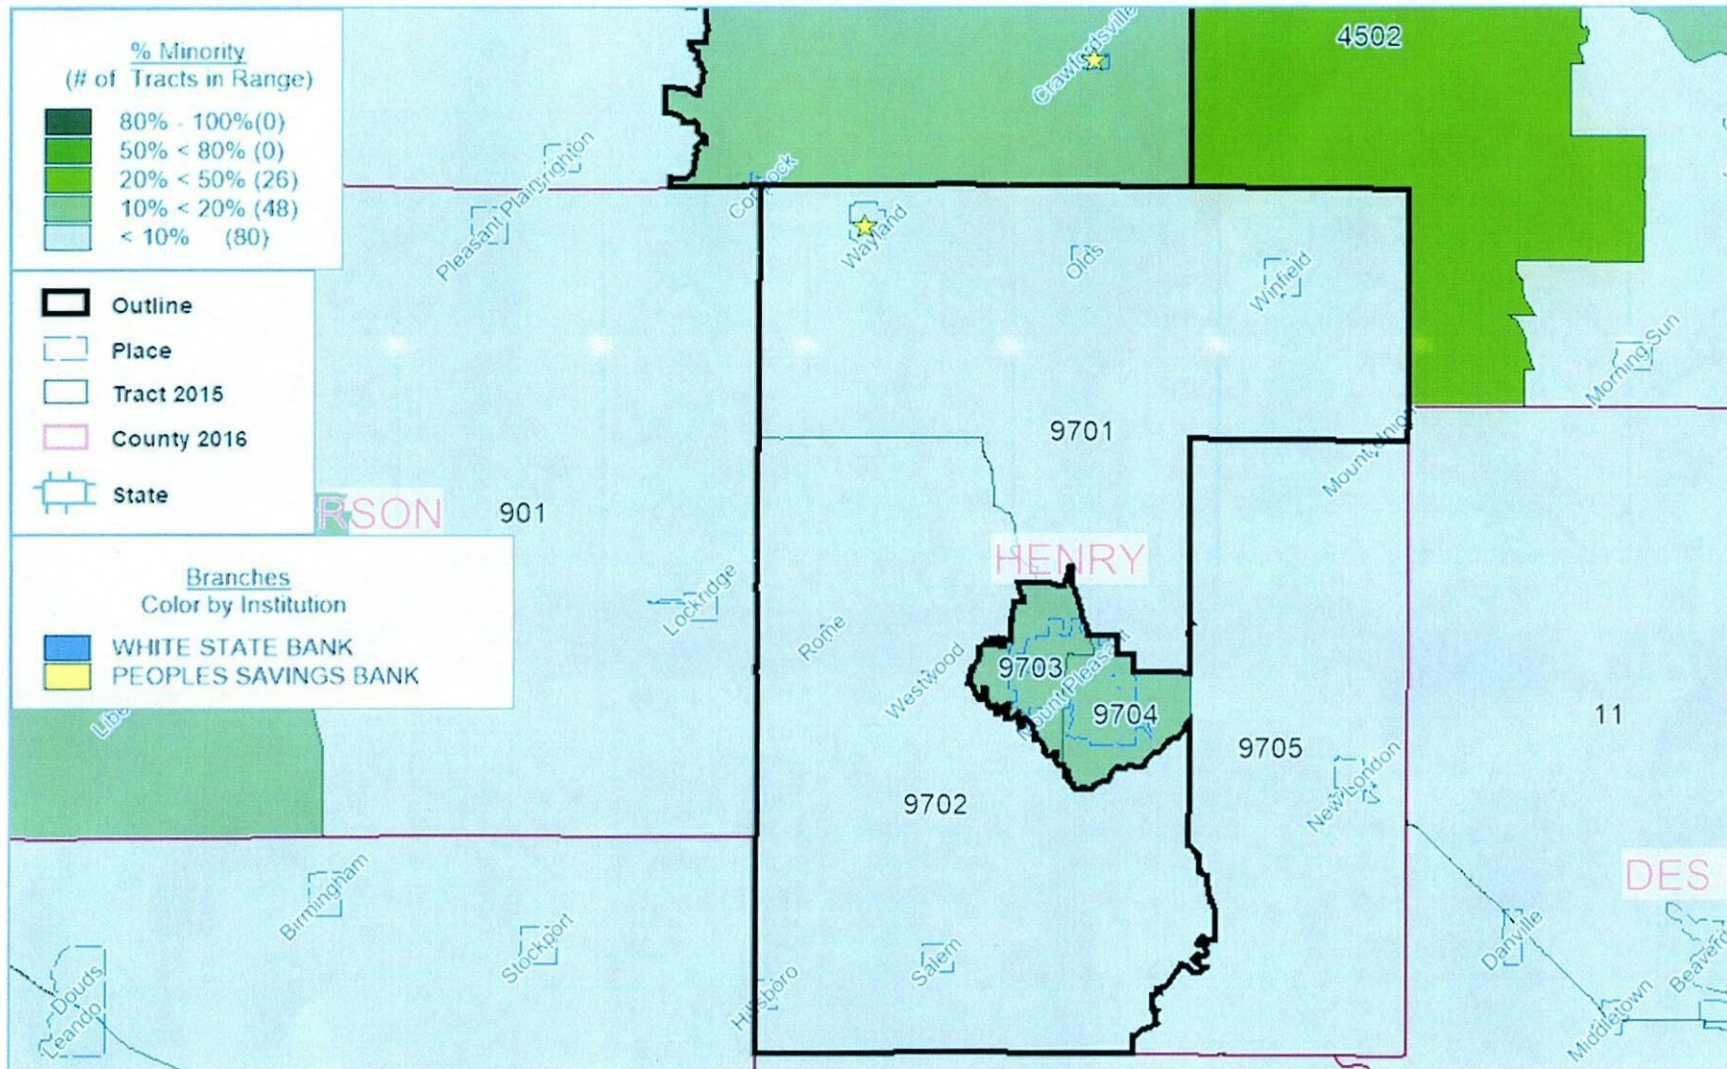 % Minority
(# of Tracts in Range)
80% - 100%(0)
50% < 80% (0)
20% < 50% (26)
10% < 20% (48)
< 10% (80)
Outline
Place
Tract 2015
County 2016
State
Branches
Color by Institution
WHITE STATE BANK
PEOPLES SAVINGS BANK
4502
Crawfordsville
Brighton
Pleasant Plain
Wayland
Olds
Winfield
Morning Sun
9701
Mount Union
RSON
901
HENRY
Lockridge
Rome
Westwood
9703
Mount Pleasant
9704
9705
11
New London
9702
DES
Birmingham
Stockport
Salem
Hillsboro
Danville
Douds
Leando
Middletown